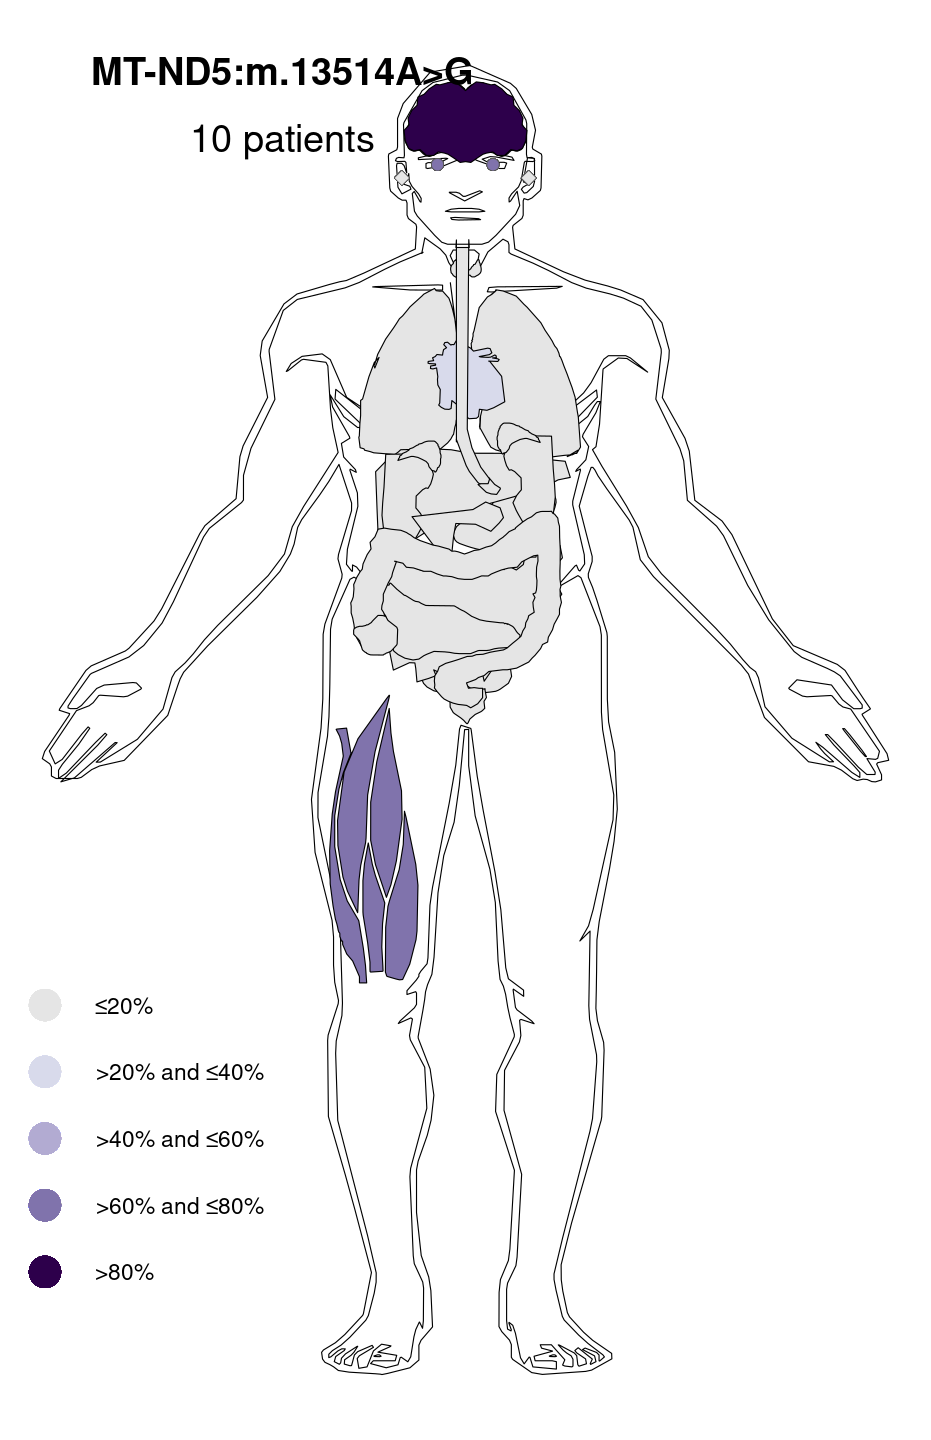 MT-ND5:m.13514A>G
10 patients
≤20%
>20% and ≤40%
>40% and ≤60%
>60% and ≤80%
>80%